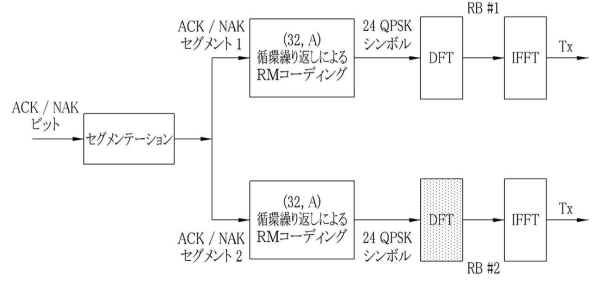 ACK / NAK
ビット
セグメンテーション
ACK / NAK
セグメント 1
(32, A)
循環繰り返しによる
RMコーディング
24 QPSK
シンボル
DFT
RB #1
IFFT
Tx
ACK / NAK
セグメント 2
(32, A)
循環繰り返しによる
RMコーディング
24 QPSK
シンボル
DFT
RB #2
IFFT
Tx